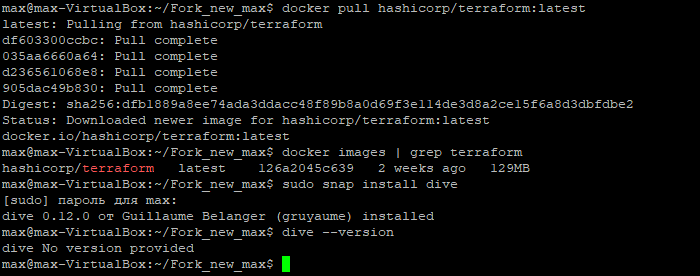 max@max-VirtualBox:~/Fork_new_max$ docker pull hashicorp/terraform:latest
latest: Pulling from hashicorp/terraform
df603300ccbc: Pull complete
035aa6660a64: Pull complete
d236561068e8: Pull complete
905dac49b830: Pull complete
Digest: sha256:dfb1889a8ee74ada3ddacc48f89b8a0d69f3e114de3d8a2ce15f6a8d3dbfdbe2
Status: Downloaded newer image for hashicorp/terraform:latest
docker.io/hashicorp/terraform:latest
max@max-VirtualBox:~/Fork_new_max$ docker images | grep terraform
hashicorp/terraform   latest    126a2045c639   2 weeks ago   129MB
max@max-VirtualBox:~/Fork_new_max$ sudo snap install dive
[sudo] пароль для max:
dive 0.12.0 от Guillaume Belanger (gruyaume) installed
max@max-VirtualBox:~/Fork_new_max$ dive --version
dive No version provided
max@max-VirtualBox:~/Fork_new_max$